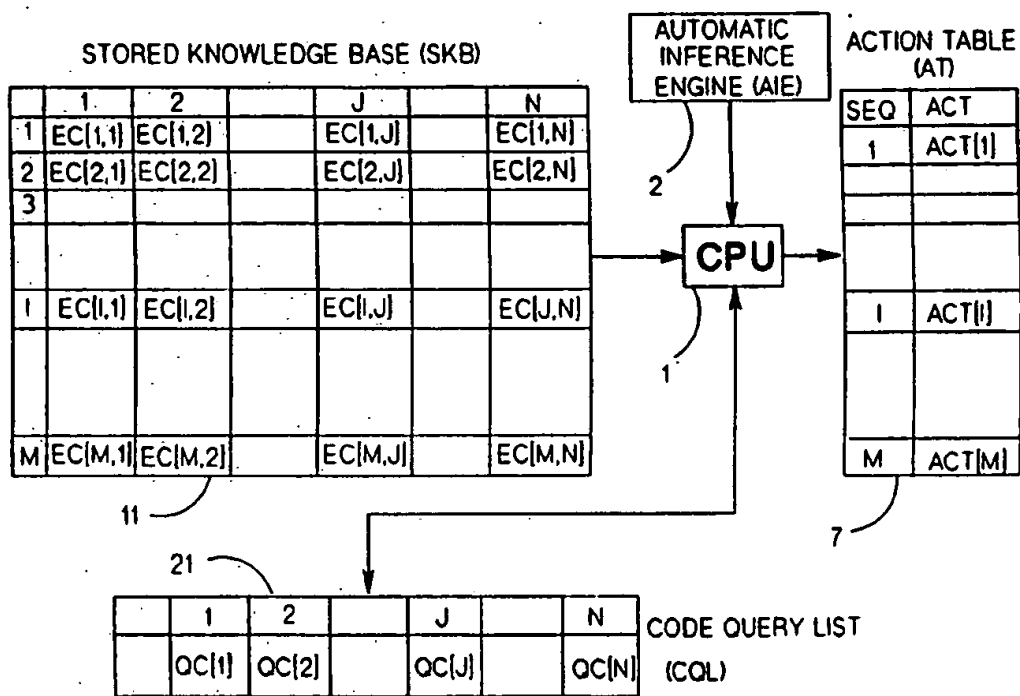 STORED KNOWLEDGE BASE (SKB)
1 2 J N
1 EC[1,1] EC[1,2] EC[1,J] EC[1,N]
2 EC[2,1] EC[2,2] EC[2,J] EC[2,N]
3
I EC[I,1] EC[I,2] EC[I,J] EC[J,N]
M EC[M,1] EC[M,2] EC[M,J] EC[M,N]
11
AUTOMATIC
INFERENCE
ENGINE (AIE)
2
CPU
1
ACTION TABLE
(AT)
SEQ ACT
1 ACT[1]
I ACT[I]
M ACT[M]
7
21
1 2 J N
QC[1] QC[2] QC[J] QC[N]
CODE QUERY LIST
(CQL)